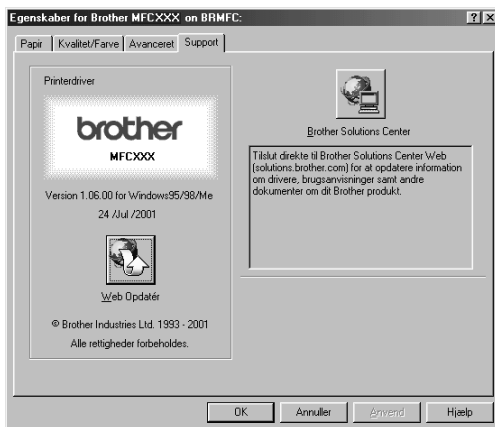 Egenskaber for Brother MFCXXX on BRMFC:
Papir
Kvalitet/Farve
Avanceret
Support
Printerdriver
brother
MFCXXX
Version 1.06.00 for Windows95/98/Me
24 /Jul /2001
Web Opdatér
© Brother Industries Ltd. 1993 - 2001
Alle rettigheder forbeholdes.
Brother Solutions Center
Tilslut direkte til Brother Solutions Center Web
(solutions.brother.com) for at opdatere information
om drivere, brugsanvisninger samt andre
dokumenter om dit Brother produkt.
OK
Annuller
Anvend
Hjælp